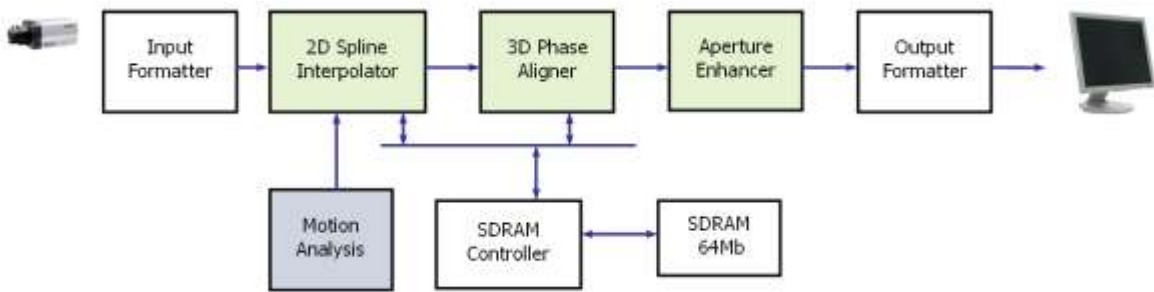 Input
Formatter
2D Spline
Interpolator
3D Phase
Aligner
Aperture
Enhancer
Output
Formatter
Motion
Analysis
SDRAM
Controller
SDRAM
64Mb